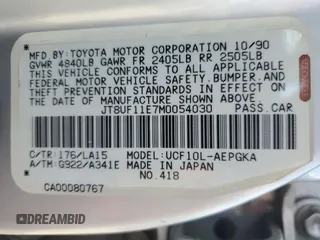 MFD. BY: TOYOTA MOTOR CORPORATION 10/90
GVWR 4840LB GAWR FR 2405LB RR 2505LB
THIS VEHICLE CONFORMS TO ALL APPLICABLE
FEDERAL MOTOR VEHICLE SAFETY, BUMPER, AND
THEFT PREVENTION STANDARDS IN EFFECT ON
THE DATE OF MANUFACTURE SHOWN ABOVE.
JT8UF11E7M0054030 PASS.CAR
C/TR: 176/LA15 MODEL: UCF10L-AEPGKA
A/TM: G922/A341E MADE IN JAPAN
NO.418
CA00080767